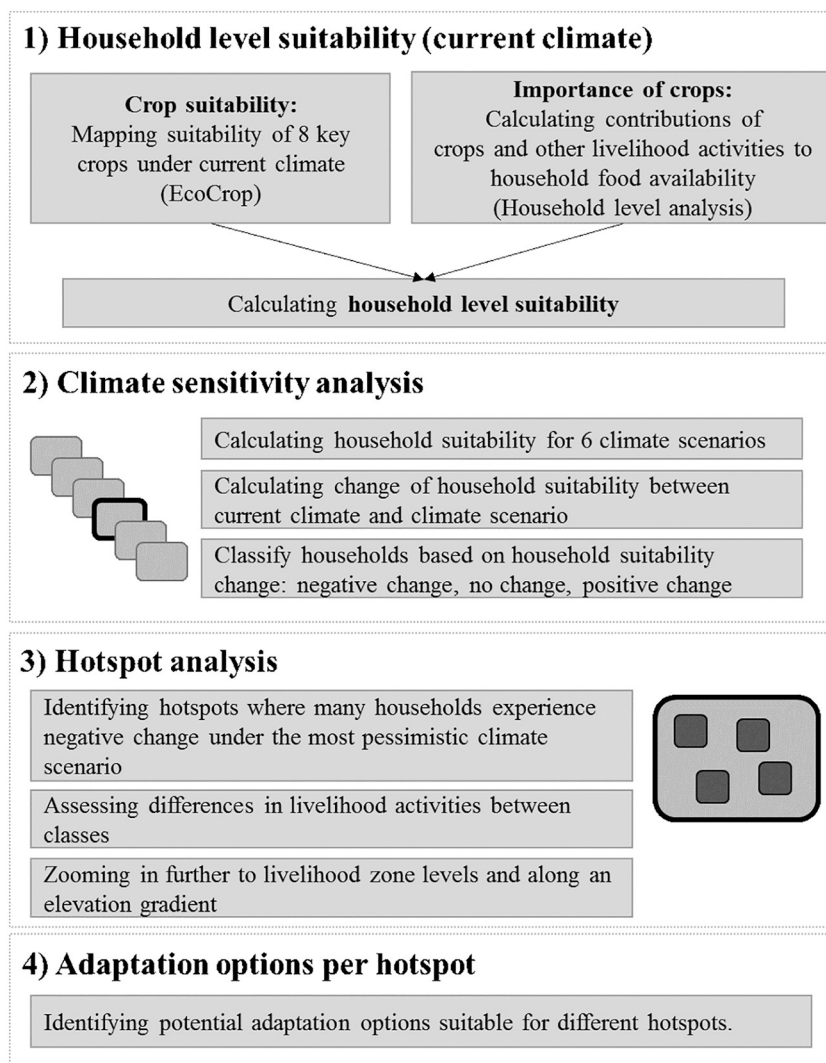 1) Household level suitability (current climate)
Crop suitability:
Mapping suitability of 8 key
crops under current climate
(EcoCrop)
Importance of crops:
Calculating contributions of
crops and other livelihood activities to
household food availability
(Household level analysis)
Calculating household level suitability
2) Climate sensitivity analysis
Calculating household suitability for 6 climate scenarios
Calculating change of household suitability between
current climate and climate scenario
Classify households based on household suitability
change: negative change, no change, positive change
3) Hotspot analysis
Identifying hotspots where many households experience
negative change under the most pessimistic climate
scenario
Assessing differences in livelihood activities between
classes
Zooming in further to livelihood zone levels and along an
elevation gradient
4) Adaptation options per hotspot
Identifying potential adaptation options suitable for different hotspots.